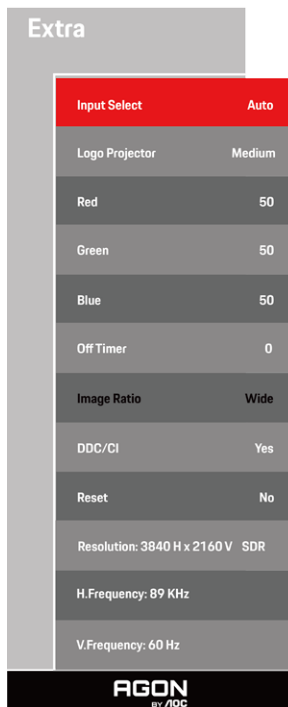 Extra
Input Select Auto
Logo Projector Medium
Red 50
Green 50
Blue 50
Off Timer 0
Image Ratio Wide
DDC/CI Yes
Reset No
Resolution: 3840 H x 2160 V SDR
H.Frequency: 89 KHz
V.Frequency: 60 Hz
AGON
BY AOC